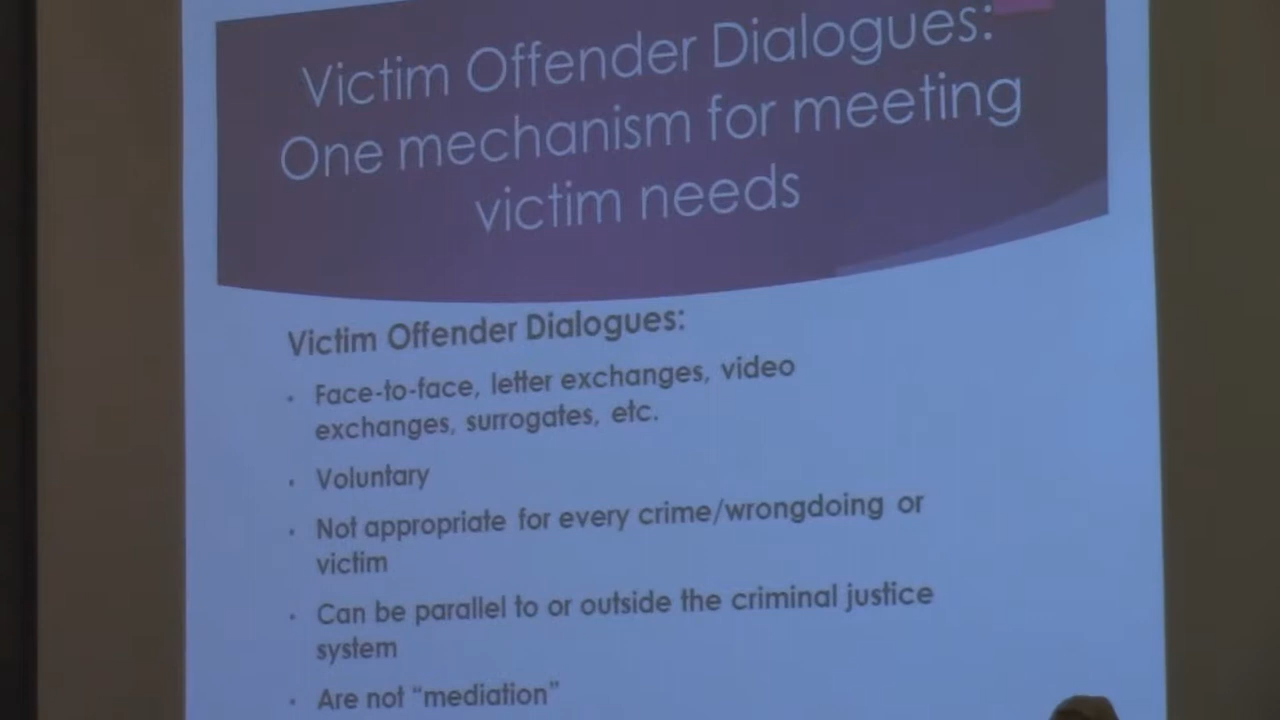 Victim Offender Dialogues:
One mechanism for meeting
victim needs
Victim Offender Dialogues:
• Face-to-face, letter exchanges, video
exchanges, surrogates, etc.
• Voluntary
• Not appropriate for every crime/wrongdoing or
victim
• Can be parallel to or outside the criminal justice
system
• Are not “mediation”